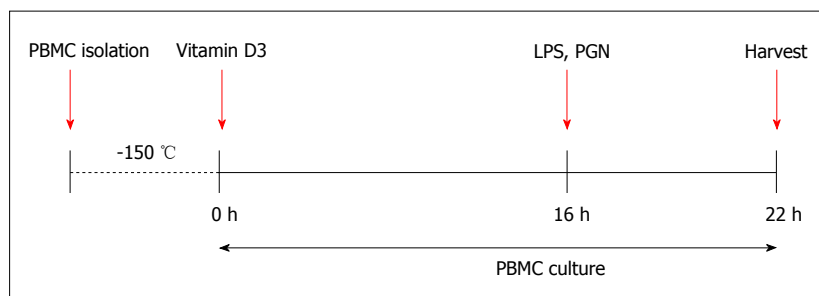 PBMC isolation
Vitamin D3
LPS, PGN
Harvest
-150 ℃
0 h
16 h
22 h
PBMC culture